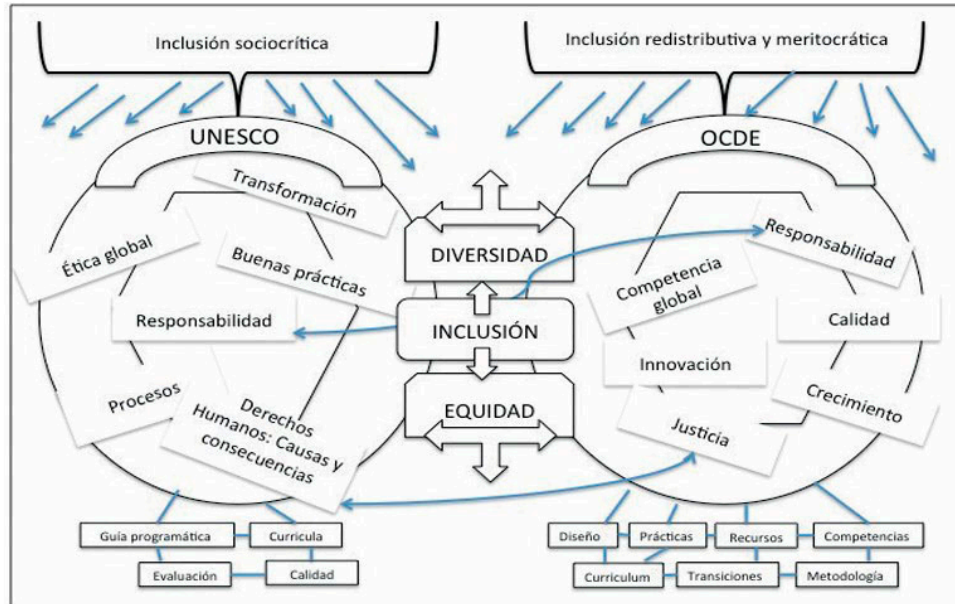 Inclusión sociocrítica
Inclusión redistributiva y meritocrática
UNESCO
OCDE
Transformación
Ética global
Buenas prácticas
Responsabilidad
Procesos
Derechos
Humanos: Causas y
consecuencias
DIVERSIDAD
INCLUSIÓN
EQUIDAD
Responsabilidad
Competencia
global
Calidad
Innovación
Crecimiento
Justicia
Guía programática
Curricula
Evaluación
Calidad
Diseño
Prácticas
Recursos
Competencias
Curriculum
Transiciones
Metodología